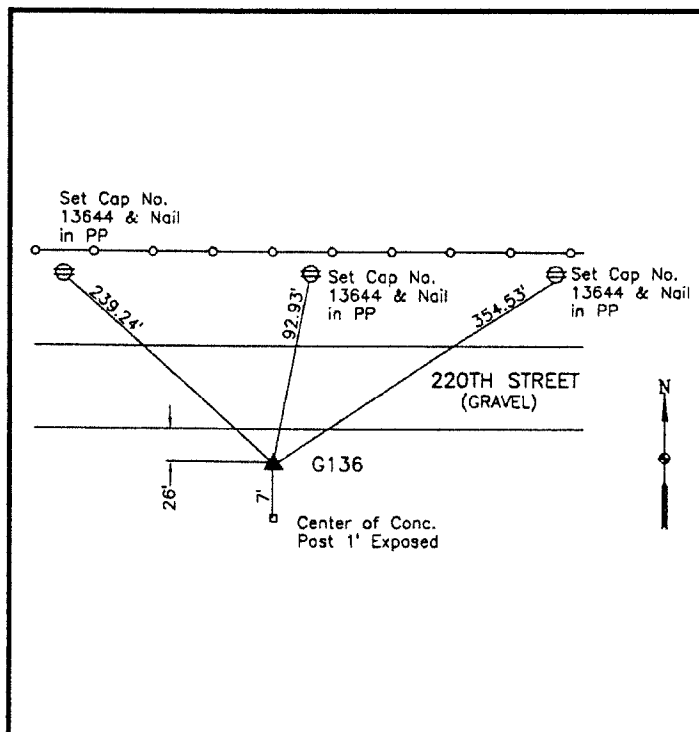 Set Cap No.
13644 & Nail
in PP
239.24'
92.93'
Set Cap No.
13644 & Nail
in PP
354.53'
Set Cap No.
13644 & Nail
in PP
220TH STREET
(GRAVEL)
N
26'
G136
7'
Center of Conc.
Post 1' Exposed